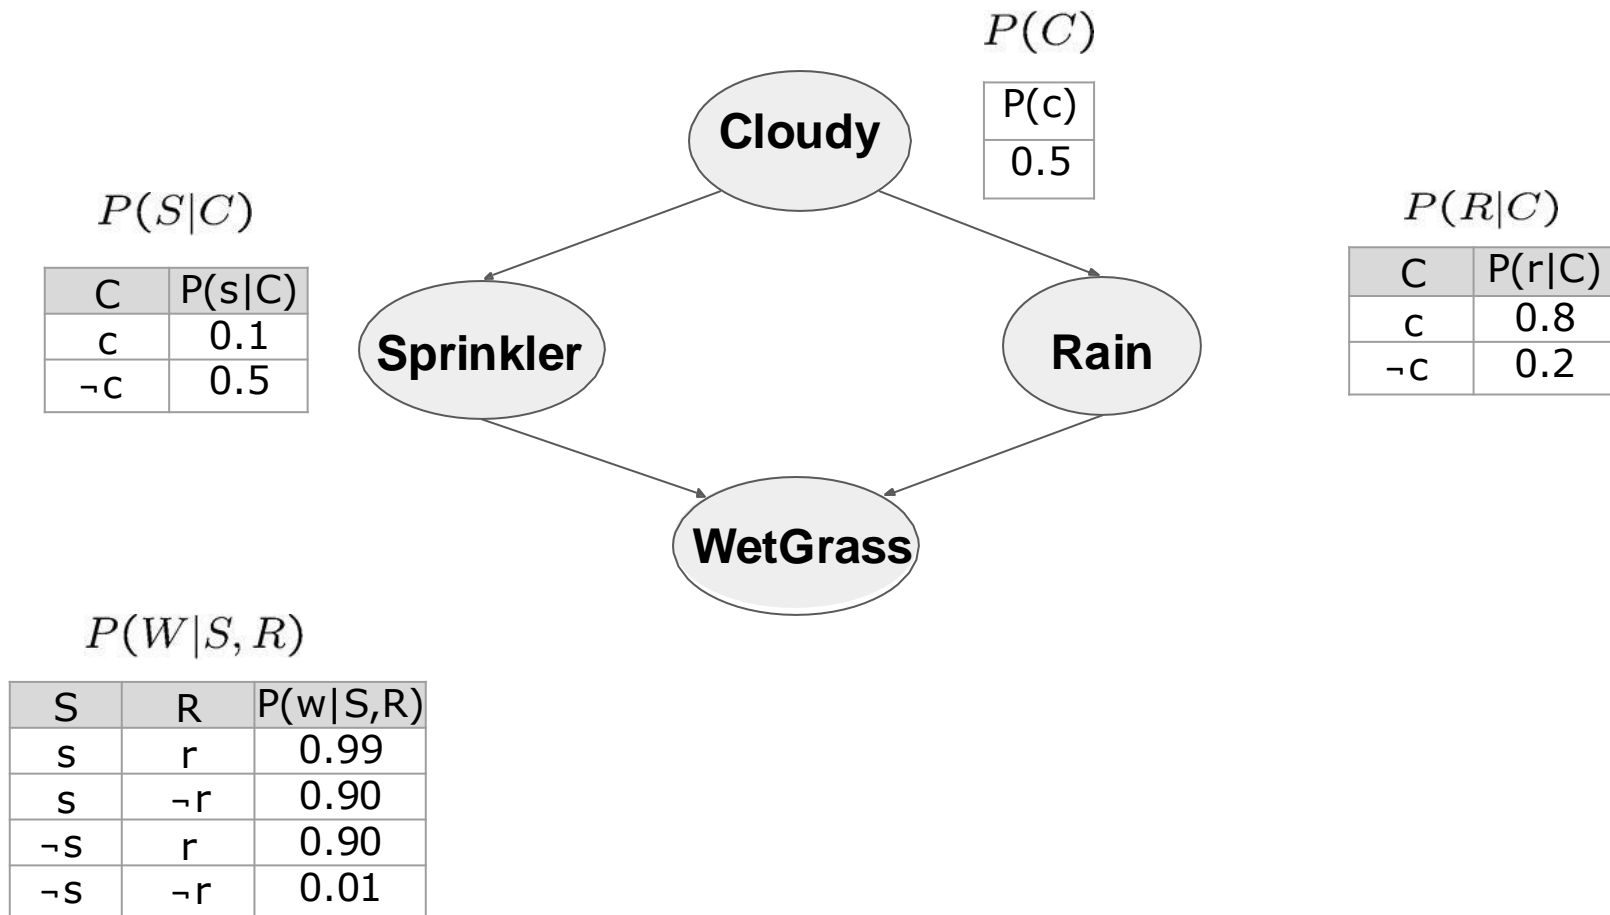 P(C)
P(c)
0.5
Cloudy
P(S|C)
C P(s|C)
c 0.1
¬c 0.5
P(R|C)
C P(r|C)
c 0.8
¬c 0.2
Sprinkler
Rain
WetGrass
P(W|S, R)
S R P(w|S,R)
s r 0.99
s ¬r 0.90
¬s r 0.90
¬s ¬r 0.01